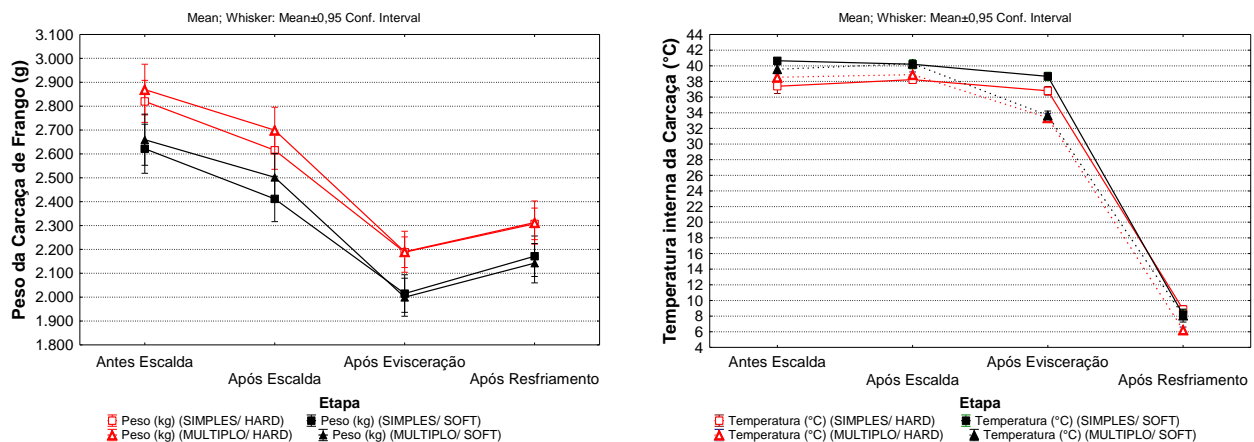 Mean; Whisker: Mean±0,95 Conf. Interval
Peso da Carcaça de Frango (g)
3.100
3.000
2.900
2.800
2.700
2.600
2.500
2.400
2.300
2.200
2.100
2.000
1.900
1.800
Antes Escalda
Após Escalda
Após Evisceração
Após Resfriamento
Etapa
Peso (kg) (SIMPLES/ HARD)
Peso (kg) (SIMPLES/ SOFT)
Peso (kg) (MULTIPLO/ HARD)
Peso (kg) (MULTIPLO/ SOFT)
Mean; Whisker: Mean±0,95 Conf. Interval
Temperatura interna da Carcaça (°C)
44
42
40
38
36
34
32
30
28
26
24
22
20
18
16
14
12
10
8
6
4
Antes Escalda
Após Escalda
Após Evisceração
Após Resfriamento
Etapa
Temperatura (°C) (SIMPLES/ HARD)
Temperatura (°C) (SIMPLES/ SOFT)
Temperatura (°C) (MULTIPLO/ HARD)
Temperatura (°C) (MULTIPLO/ SOFT)